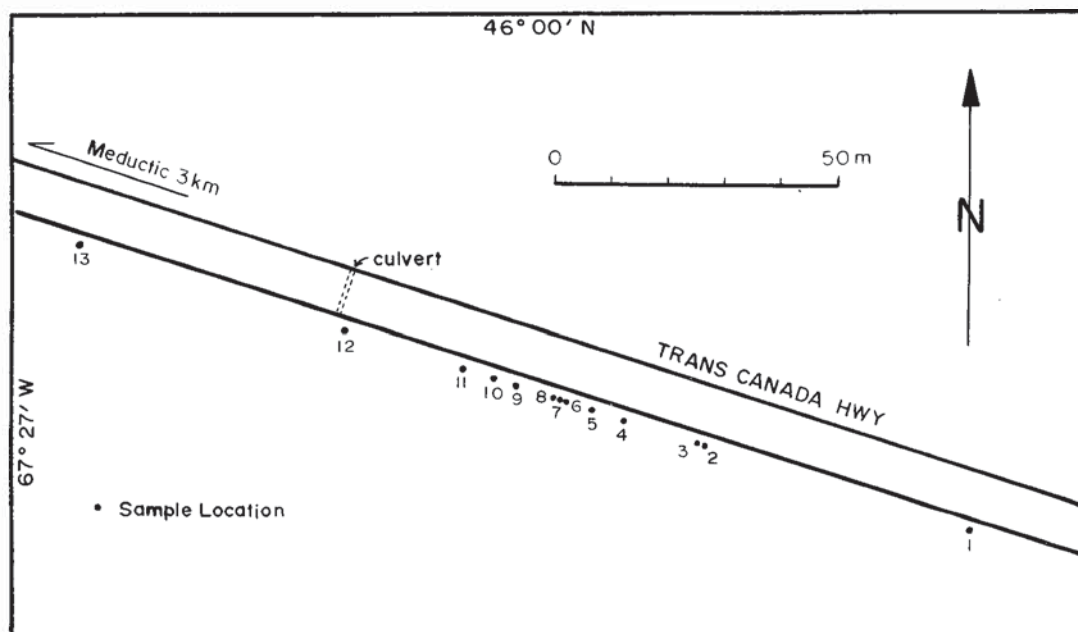 46° 00' N
Meductic 3km
0 50 m
N
culvert
13
12
TRANS CANADA HWY
11
10
9
8
7
6
5
4
3
2
1
67° 27' W
• Sample Location